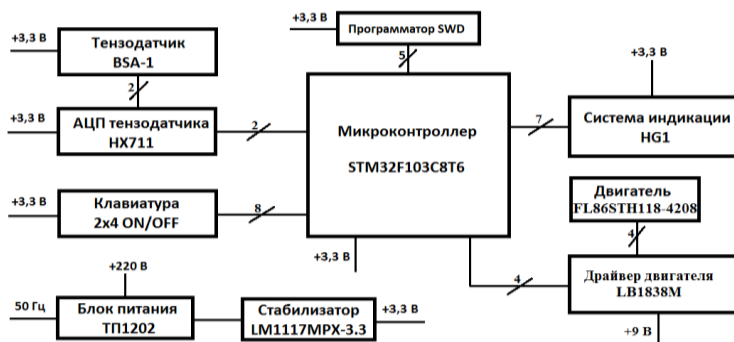 +3,3 В
Тензодатчик
BSA-1
2
+3,3 В
АЦП тензодатчика
HX711
2
+3,3 В
Клавиатура
2x4 ON/OFF
8
+3,3 В
Программатор SWD
5
Микроконтроллер
STM32F103C8T6
+3,3 В
7
+3,3 В
Система индикации
HG1
Двигатель
FL86STH118-4208
4
4
Драйвер двигателя
LB1838M
+9 В
+220 В
50 Гц
Блок питания
ТП1202
Стабилизатор
LM1117MPX-3.3
+3,3 В